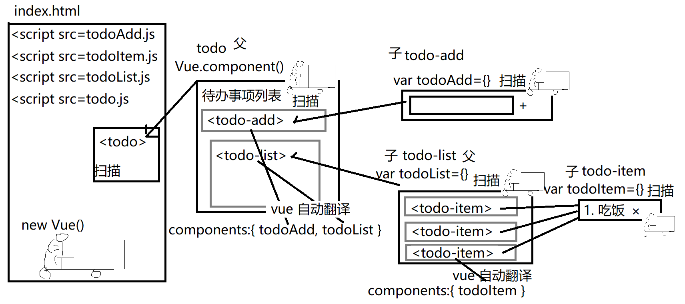 index.html
<script src=todoAdd.js
<script src=todoItem.js
<script src=todoList.js
<script src=todo.js
<todo>
扫描
new Vue()
todo 父
Vue.component()
待办事项列表 扫描
<todo-add>
<todo-list>
vue 自动翻译
components:{ todoAdd, todoList }
子 todo-add
var todoAdd={} 扫描
+
子 todo-list 父
var todoList={} 扫描
<todo-item>
<todo-item>
<todo-item>
vue 自动翻译
components:{ todoItem }
子 todo-item
var todoItem={} 扫描
1. 吃饭 ×